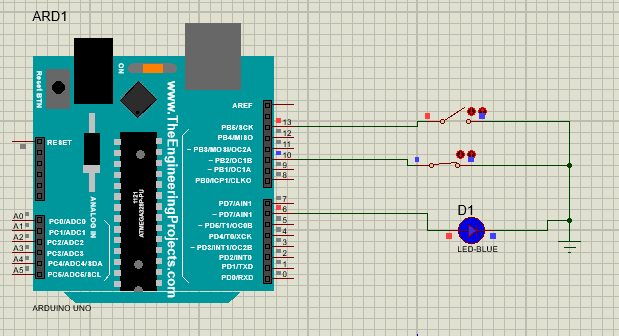 ARD1
Reset BTN
ON
www.TheEngineeringProjects.com
ANALOG IN
1121
ATMEGA328P-PU
RESET
A0
A1
A2
A3
A4
A5
PC0/ADC0
PC1/ADC1
PC2/ADC2
PC3/ADC3
PC4/ADC4/SDA
PC5/ADC5/SCL
AREF
PB5/SCK 13
PB4/MISO 12
~ PB3/MOSI/OC2A 11
~ PB2/OC1B 10
~ PB1/OC1A 9
PB0/ICP1/CLKO 8
PD7/AIN1 7
~ PD7/AIN1 6
~ PD5/T1/OC0B 5
PD4/T0/XCK 4
~ PD3/INT1/OC2B 3
PD2/INT0 2
PD1/TXD 1
PD0/RXD 0
D1
LED-BLUE
ARDUINO UNO